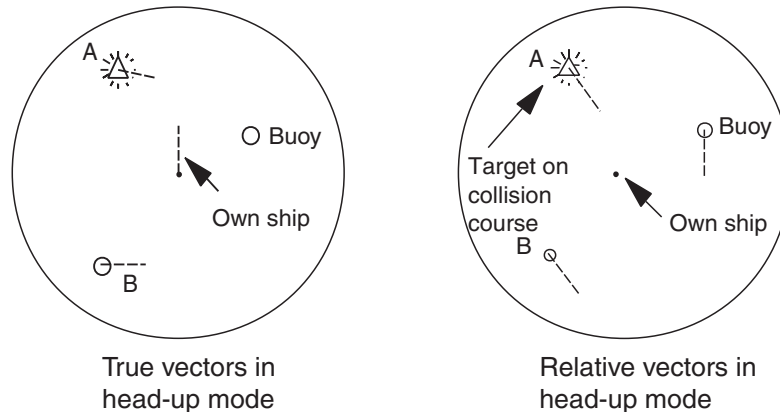 A
Buoy
Own ship
B
True vectors in
head-up mode
A
Buoy
Target on
collision
course
Own ship
B
Relative vectors in
head-up mode